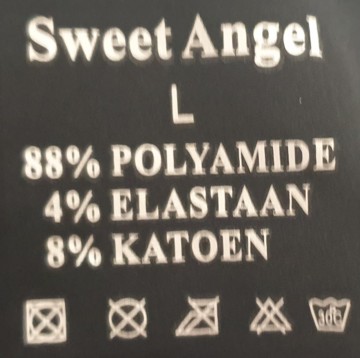 Sweet Angel
L
88% POLYAMIDE
4% ELASTAAN
8% KATOEN